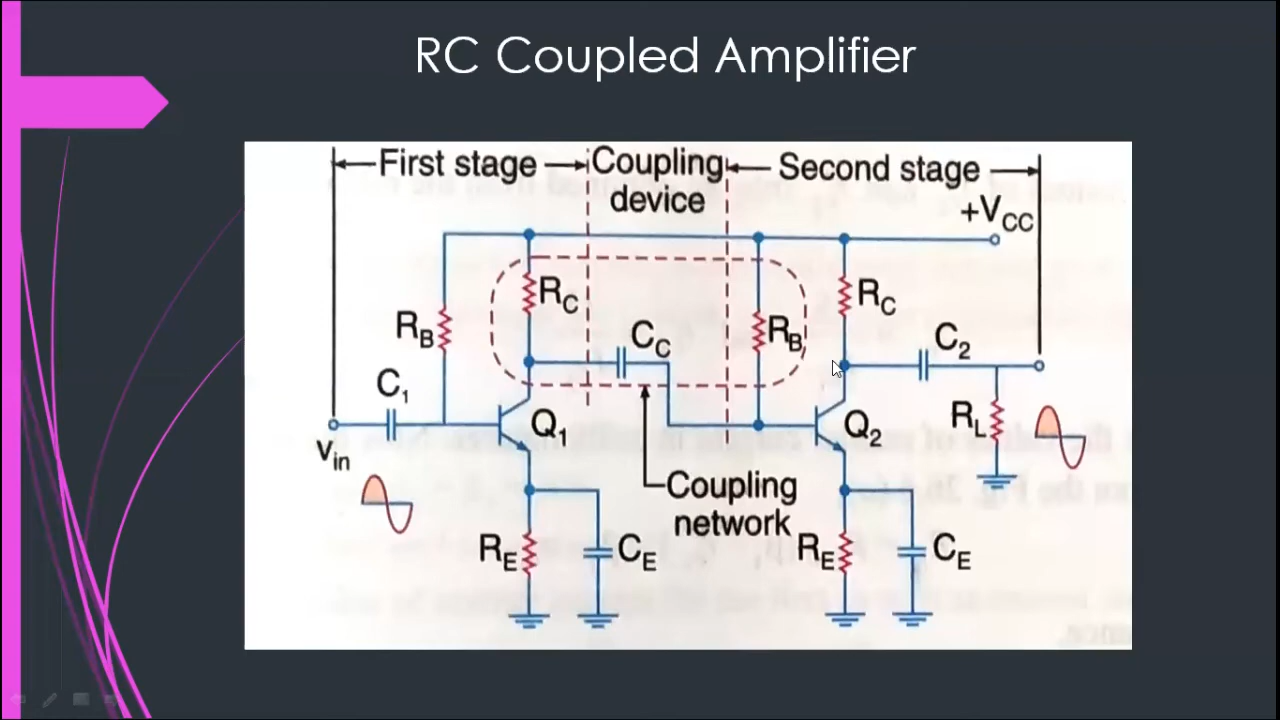 RC Coupled Amplifier
First stage
Coupling
device
Second stage
+VCC
RC
RB
CC
RB
RC
C2
C1
Q1
Q2
RL
Vin
Coupling
network
RE
CE
RE
CE